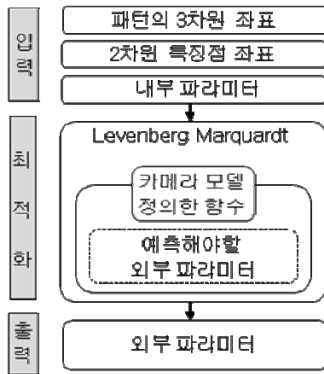 입력
패턴의 3차원 좌표
2차원 특징점 좌표
내부 파라미터
최적화
Levenberg Marquardt
카메라 모델
정의한 함수
예측해야할
외부 파라미터
출력
외부 파라미터